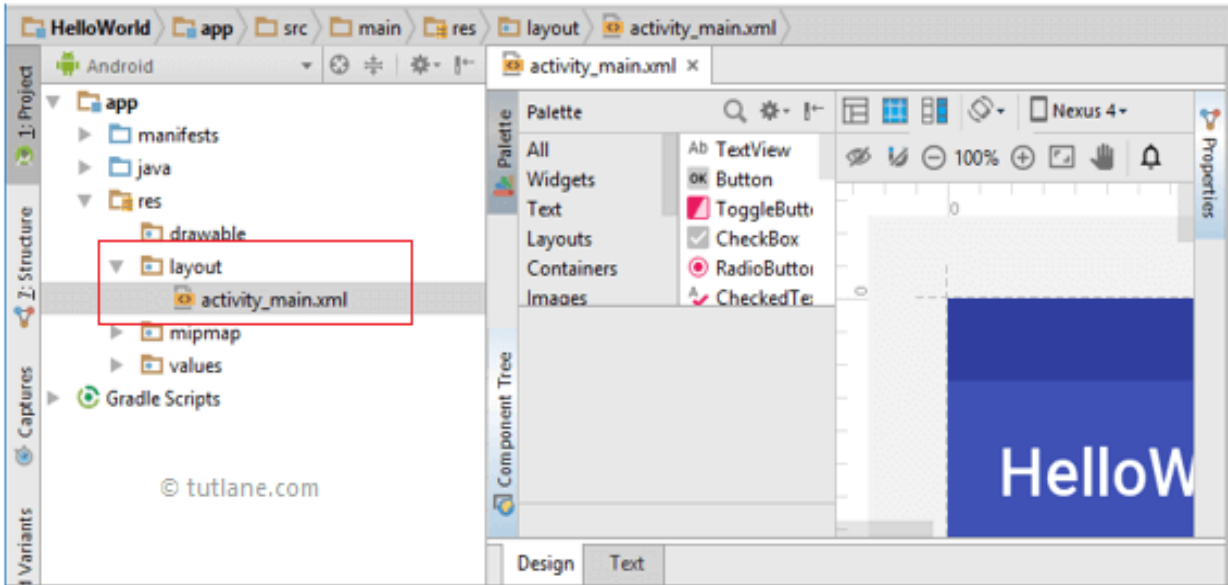 HelloWorld app src main res layout activity_main.xml
Android
activity_main.xml
1: Project
7: Structure
Captures
Variants
app
manifests
java
res
drawable
layout
activity_main.xml
mipmap
values
Gradle Scripts
© tutlane.com
Palette
Component Tree
Palette
All
Widgets
Text
Layouts
Containers
Images
Ab TextView
OK Button
ToggleButt
CheckBox
RadioButto
CheckedTe
Nexus 4
100%
0
0
HelloW
Properties
Design Text